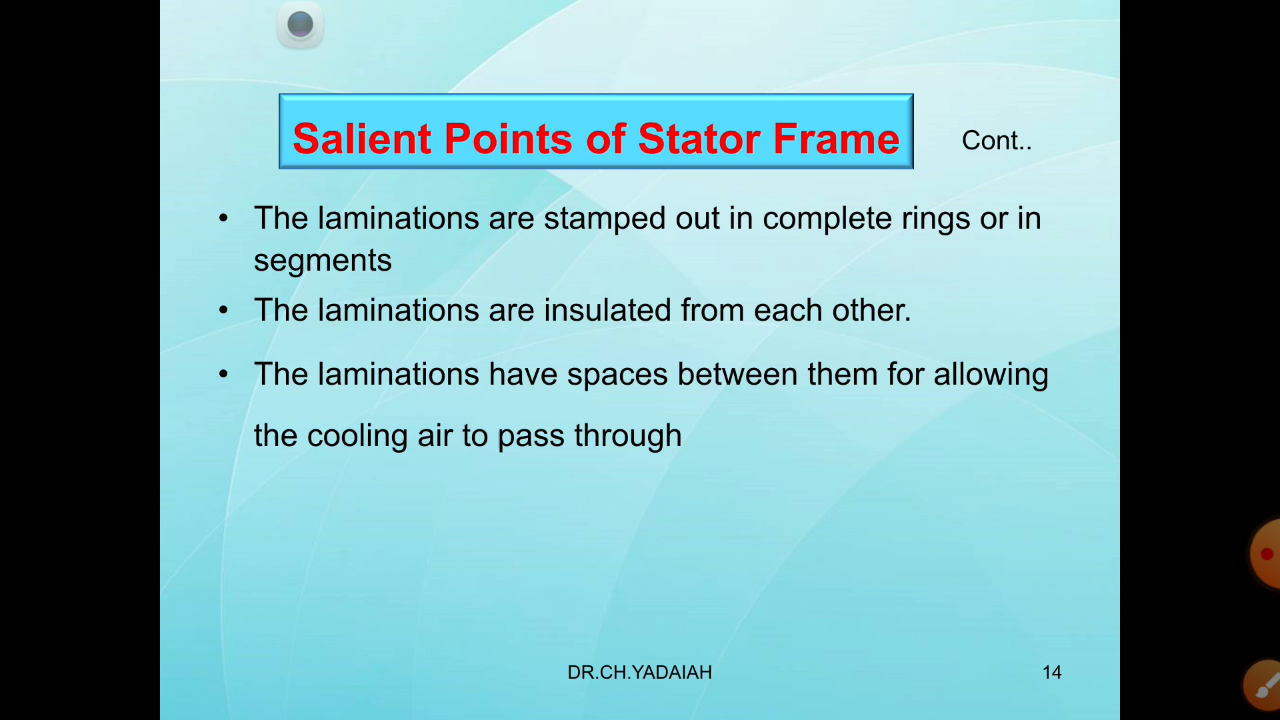 Salient Points of Stator Frame
Cont..
• The laminations are stamped out in complete rings or in
segments
• The laminations are insulated from each other.
• The laminations have spaces between them for allowing
the cooling air to pass through
DR.CH.YADAIAH
14